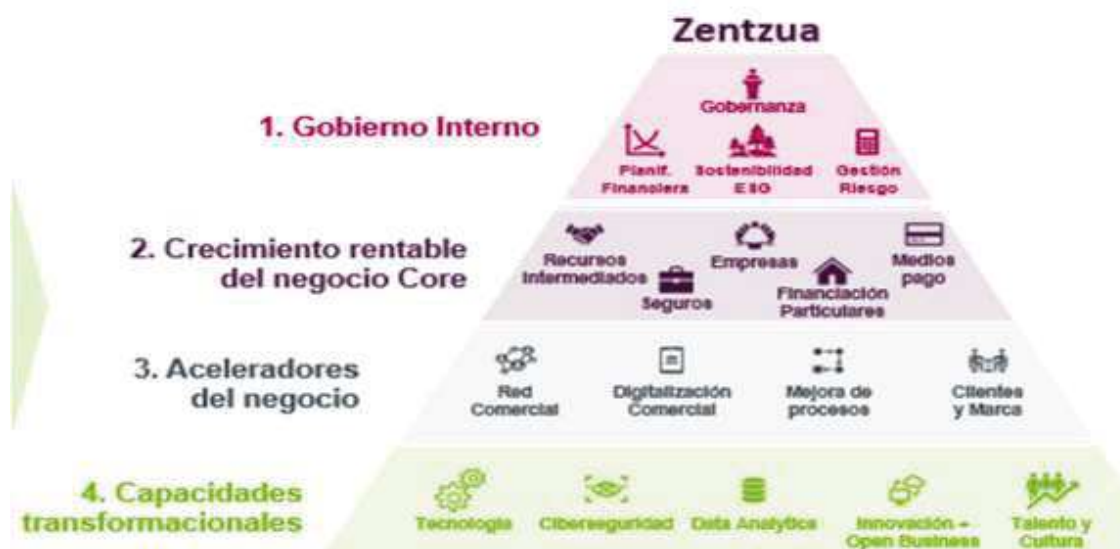 Zentzua
1. Gobierno Interno
Gobernanza
Planif.
Financiera
Sostenibilidad
ESG
Gestión
Riesgo
2. Crecimiento rentable
del negocio Core
Recursos
Intermediados
Seguros
Empresas
Financiación
Particulares
Medios
pago
3. Aceleradores
del negocio
Red
Comercial
Digitalización
Comercial
Mejora de
procesos
Clientes
y Marca
4. Capacidades
transformacionales
Tecnología
Ciberseguridad
Data Analytics
Innovación –
Open Business
Talento y
Cultura